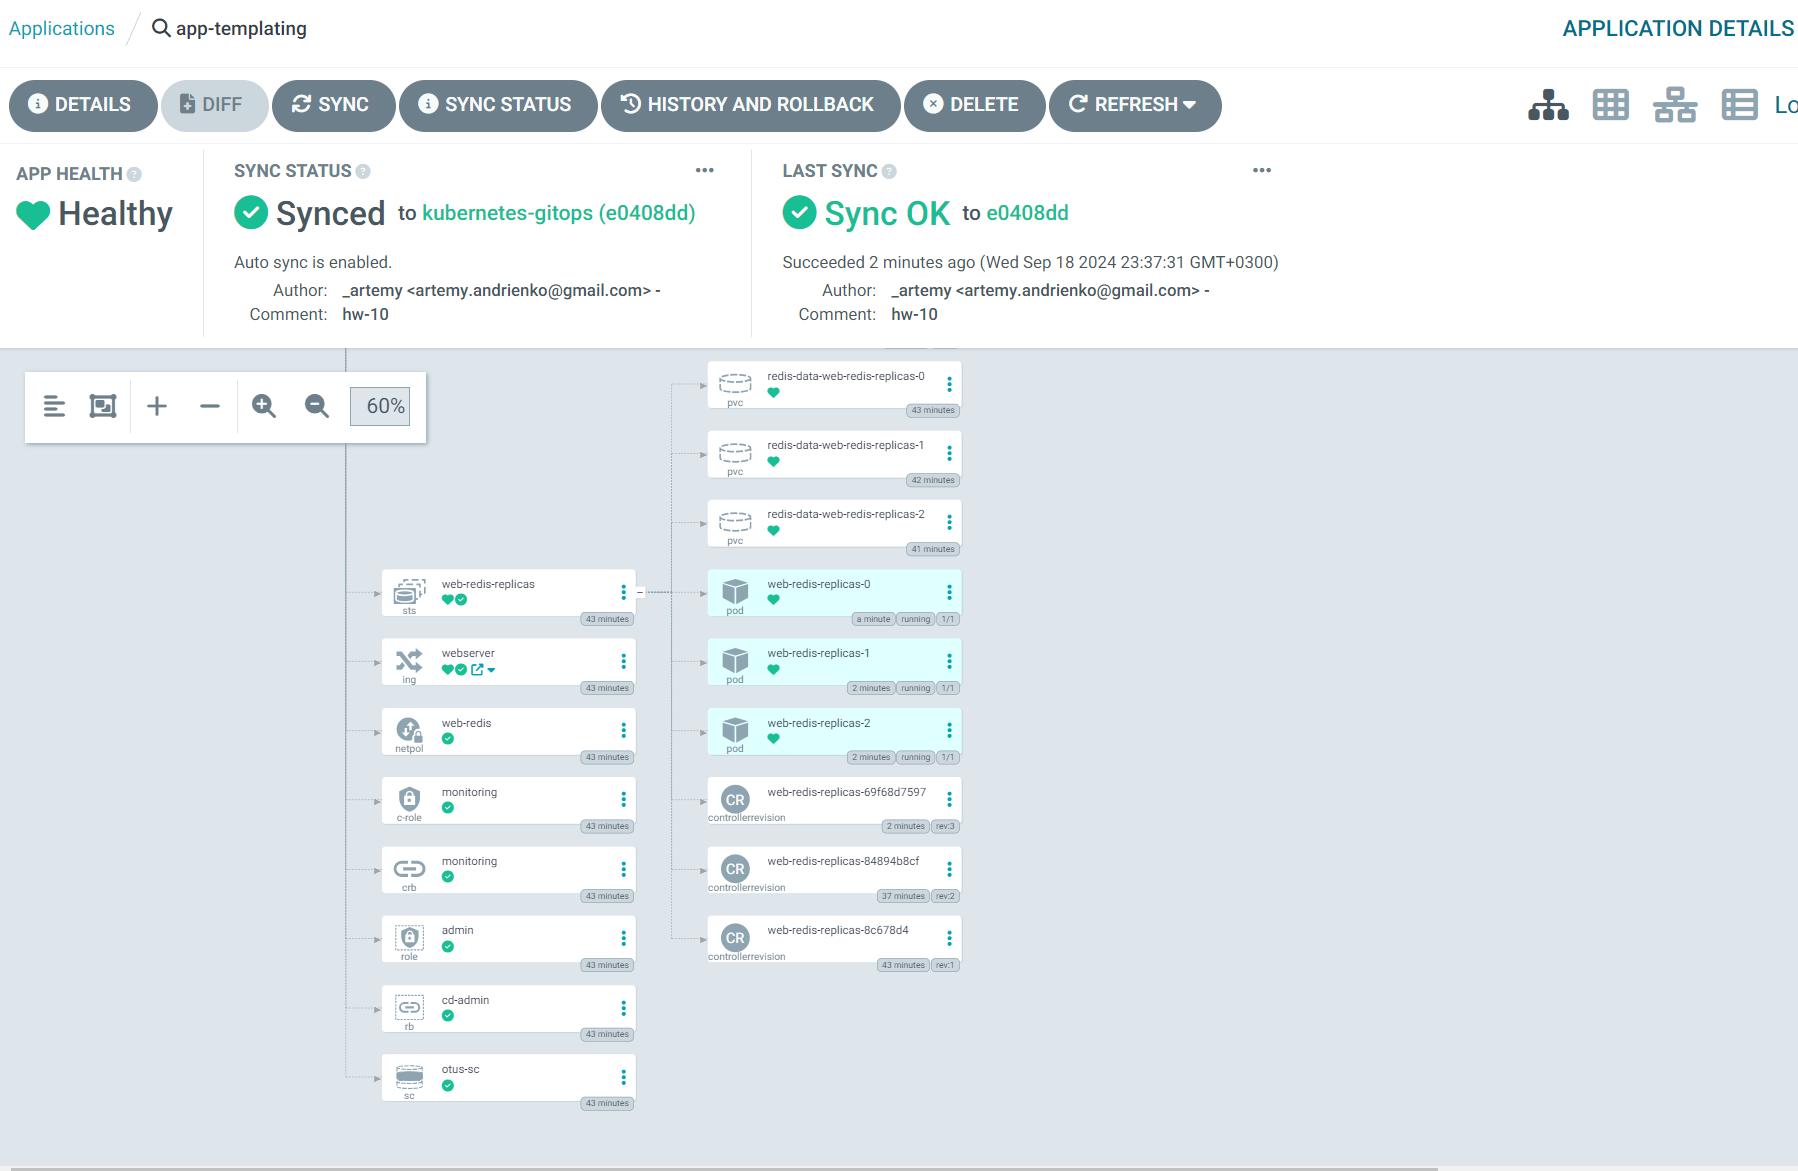 Applications
app-templating
APPLICATION DETAILS
DETAILS
DIFF
SYNC
SYNC STATUS
HISTORY AND ROLLBACK
DELETE
REFRESH
Lo
APP HEALTH
Healthy
SYNC STATUS
Synced to kubernetes-gitops (e0408dd)
Auto sync is enabled.
Author: _artemy <artemy.andrienko@gmail.com> -
Comment: hw-10
LAST SYNC
Sync OK to e0408dd
Succeeded 2 minutes ago (Wed Sep 18 2024 23:37:31 GMT+0300)
Author: _artemy <artemy.andrienko@gmail.com> -
Comment: hw-10
60%
web-redis-replicas
sts
43 minutes
webserver
ing
43 minutes
web-redis
netpol
43 minutes
monitoring
c-role
43 minutes
monitoring
crb
43 minutes
admin
role
43 minutes
cd-admin
rb
43 minutes
otus-sc
sc
43 minutes
redis-data-web-redis-replicas-0
pvc
43 minutes
redis-data-web-redis-replicas-1
pvc
42 minutes
redis-data-web-redis-replicas-2
pvc
41 minutes
web-redis-replicas-0
pod
a minute running 1/1
web-redis-replicas-1
pod
2 minutes running 1/1
web-redis-replicas-2
pod
2 minutes running 1/1
CR
web-redis-replicas-69f68d7597
controllerrevision
2 minutes rev:3
CR
web-redis-replicas-84894b8cf
controllerrevision
37 minutes rev:2
CR
web-redis-replicas-8c678d4
controllerrevision
43 minutes rev:1